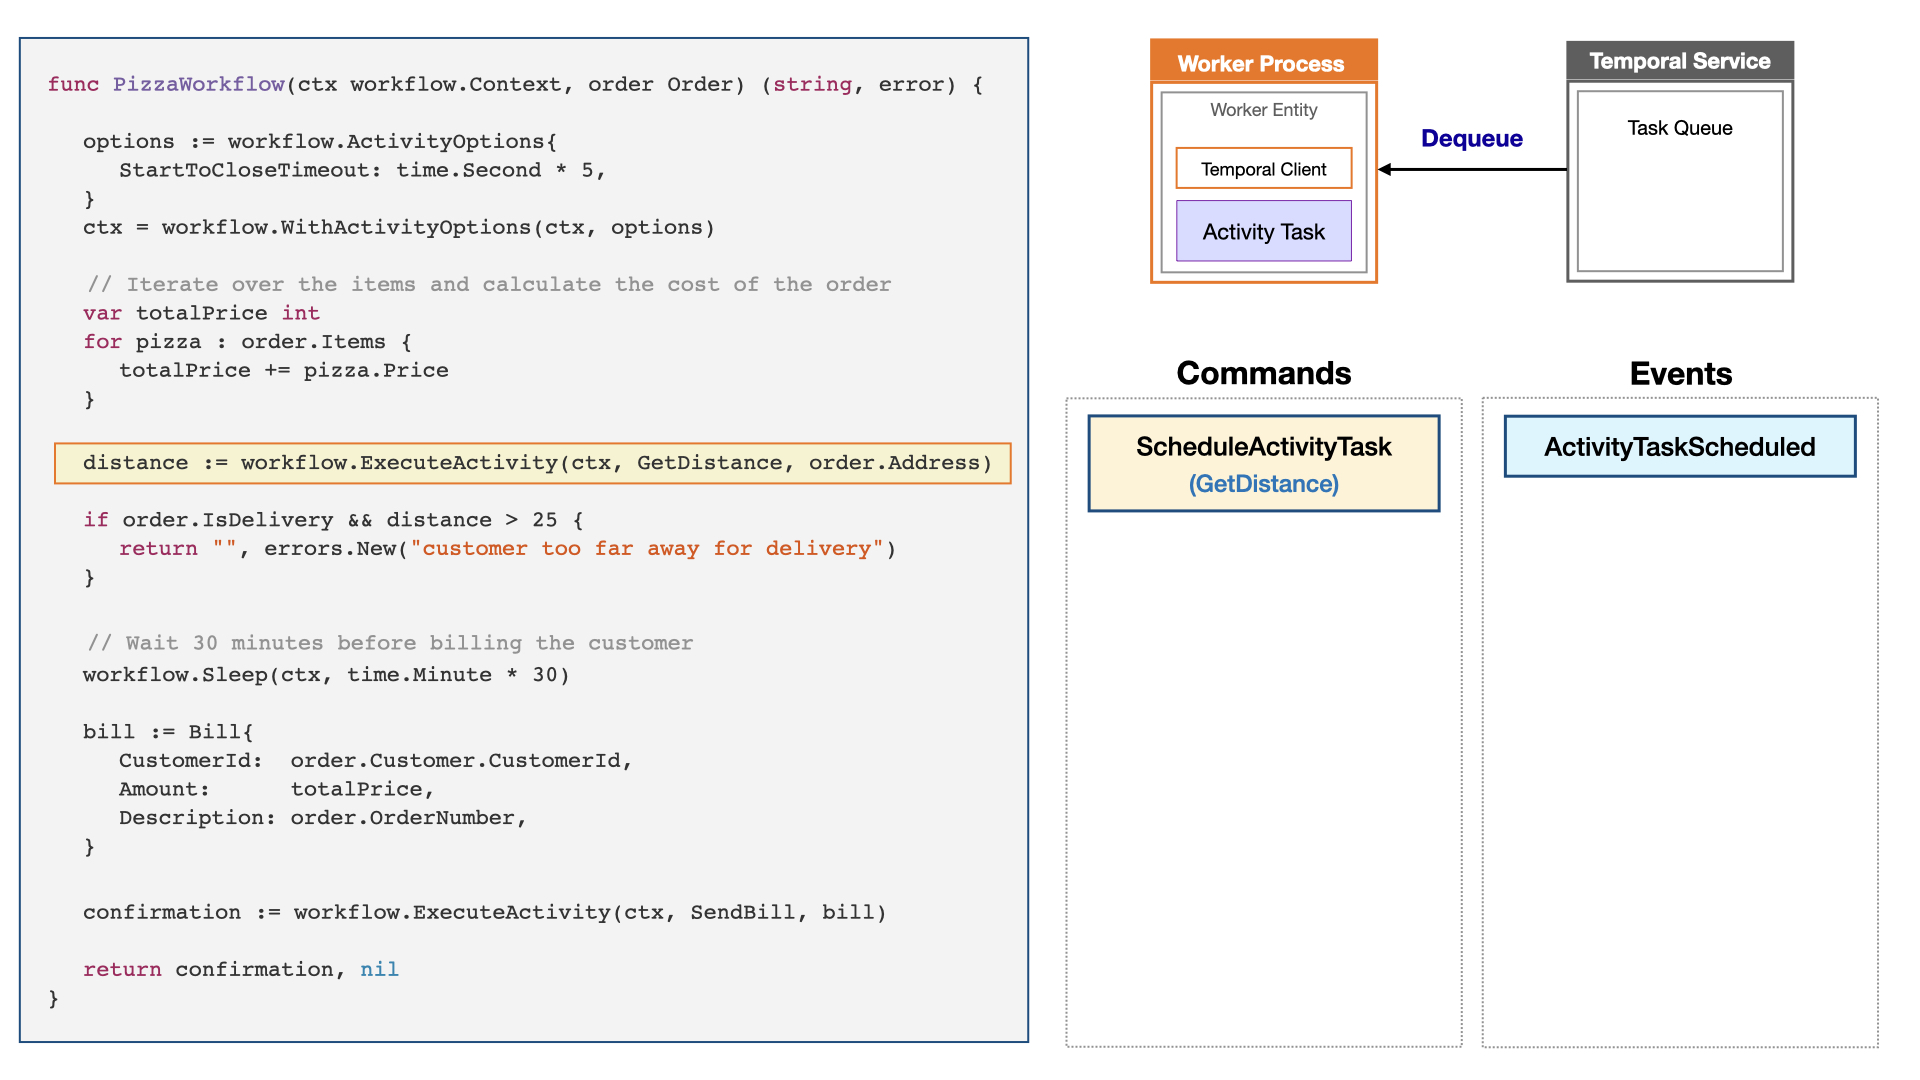 func PizzaWorkflow(ctx workflow.Context, order Order) (string, error) {
options := workflow.ActivityOptions{
StartToCloseTimeout: time.Second * 5,
}
ctx = workflow.WithActivityOptions(ctx, options)
// Iterate over the items and calculate the cost of the order
var totalPrice int
for pizza : order.Items {
totalPrice += pizza.Price
}
distance := workflow.ExecuteActivity(ctx, GetDistance, order.Address)
if order.IsDelivery && distance > 25 {
return "", errors.New("customer too far away for delivery")
}
// Wait 30 minutes before billing the customer
workflow.Sleep(ctx, time.Minute * 30)
bill := Bill{
CustomerId: order.Customer.CustomerId,
Amount: totalPrice,
Description: order.OrderNumber,
}
confirmation := workflow.ExecuteActivity(ctx, SendBill, bill)
return confirmation, nil
}
Worker Process
Worker Entity
Temporal Client
Activity Task
Dequeue
Temporal Service
Task Queue
Commands
ScheduleActivityTask
(GetDistance)
Events
ActivityTaskScheduled